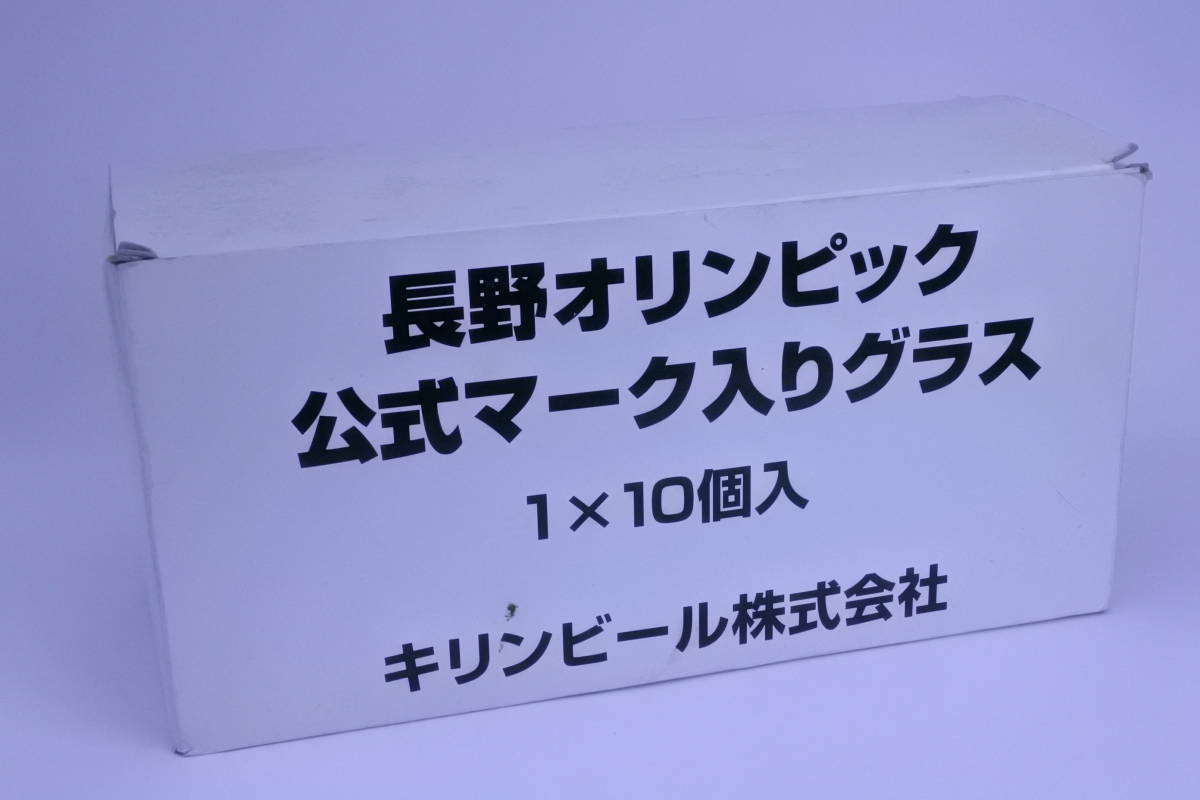 長野オリンピック
公式マーク入りグラス
1×10個入
キリンビール株式会社